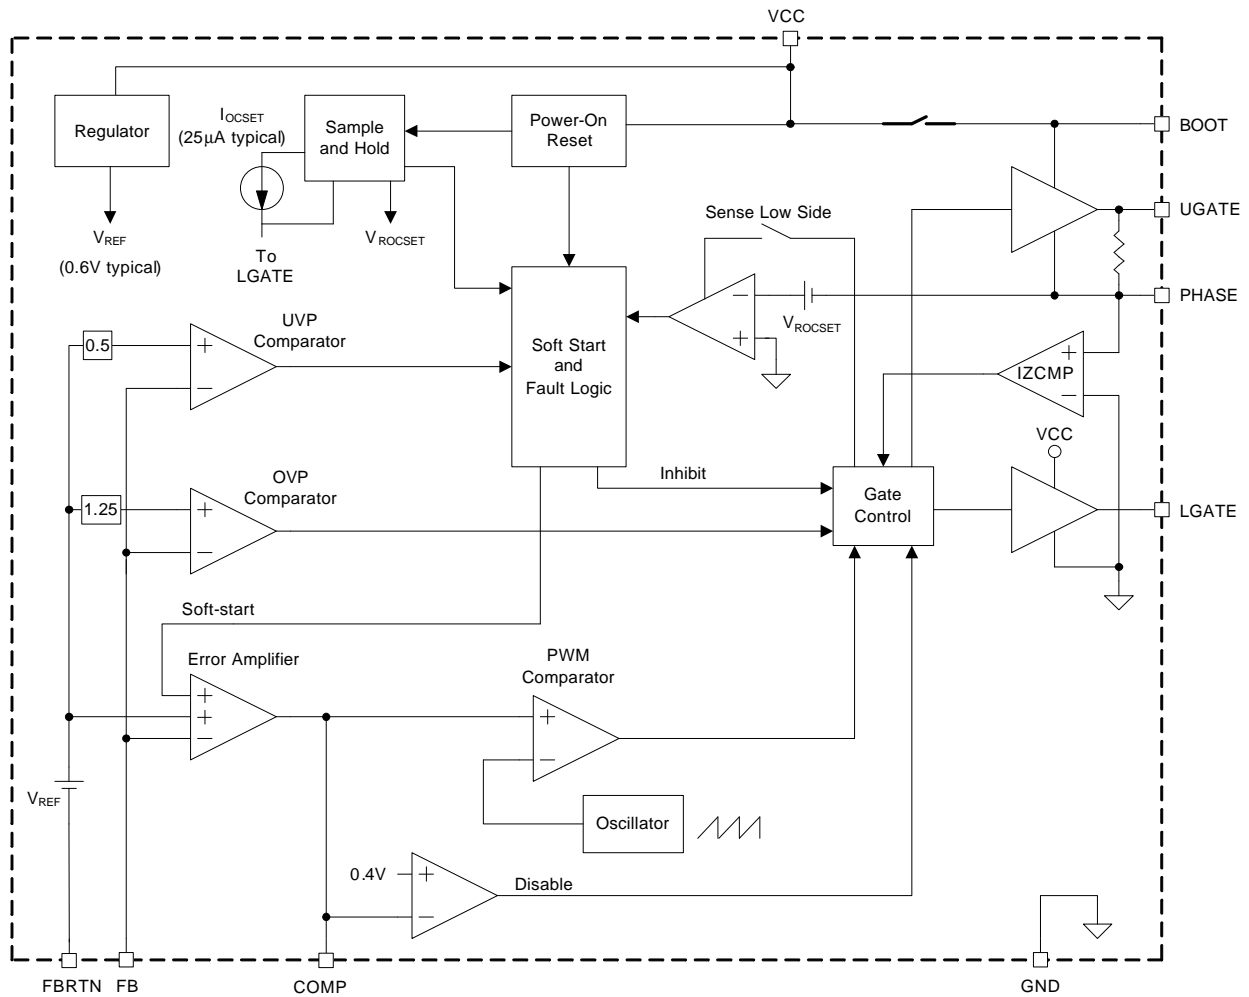 VCC
Regulator
IOCSET
(25µA typical)
Sample
and Hold
Power-On
Reset
BOOT
UGATE
Sense Low Side
VREF
(0.6V typical)
To
LGATE
VROCSET
PHASE
VROCSET
UVP
Comparator
0.5
+
−
Soft Start
and
Fault Logic
−
+
+
IZCMP
−
VCC
OVP
Comparator
Inhibit
1.25
+
−
Gate
Control
LGATE
Soft-start
Error Amplifier
+
+
−
PWM
Comparator
+
−
VREF
Oscillator
0.4V
+
−
Disable
FBRTN
FB
COMP
GND